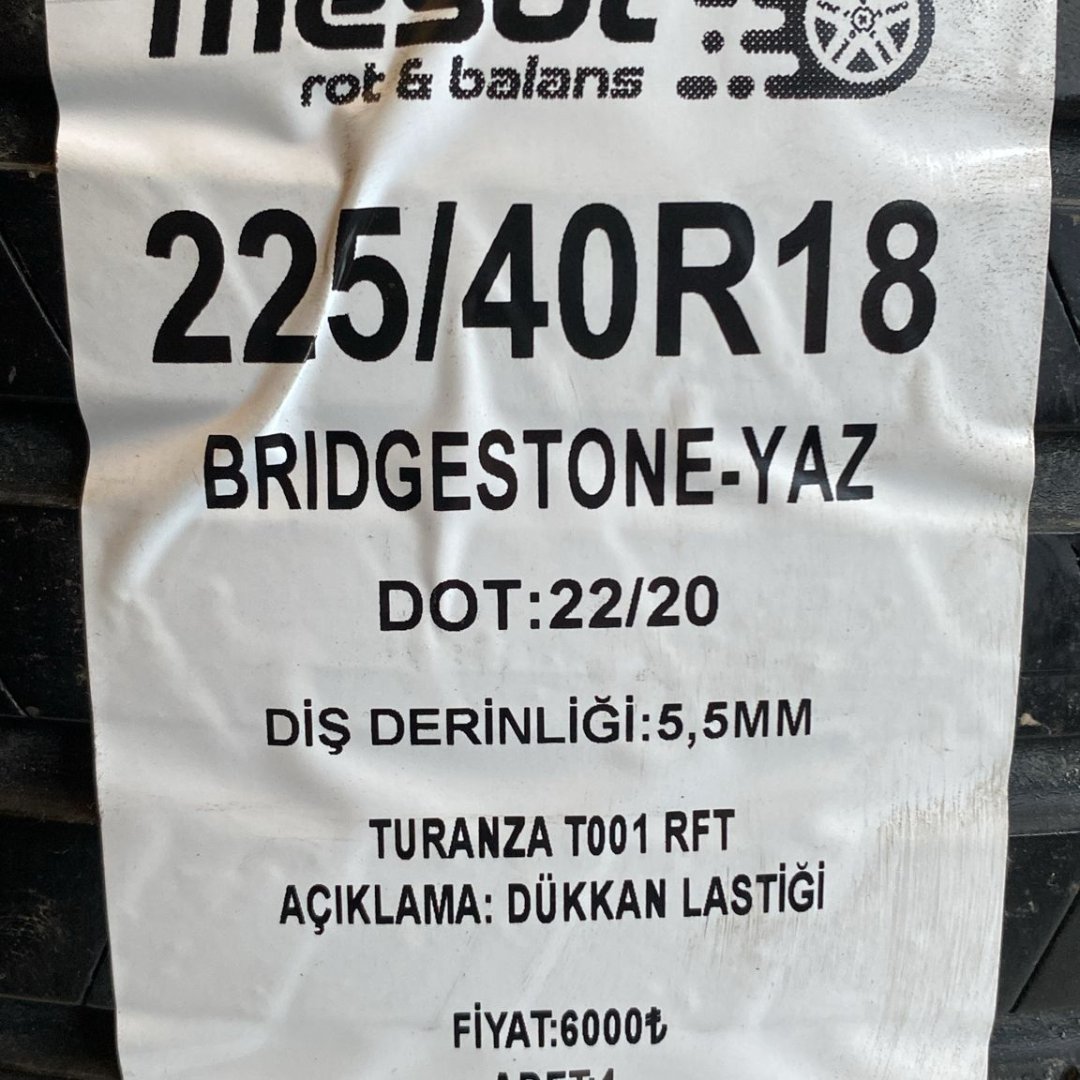 mesut
rot & balans
225/40R18
BRIDGESTONE-YAZ
DOT:22/20
DİŞ DERİNLİĞİ:5,5MM
TURANZA T001 RFT
AÇIKLAMA: DÜKKAN LASTİĞİ
FİYAT:6000₺